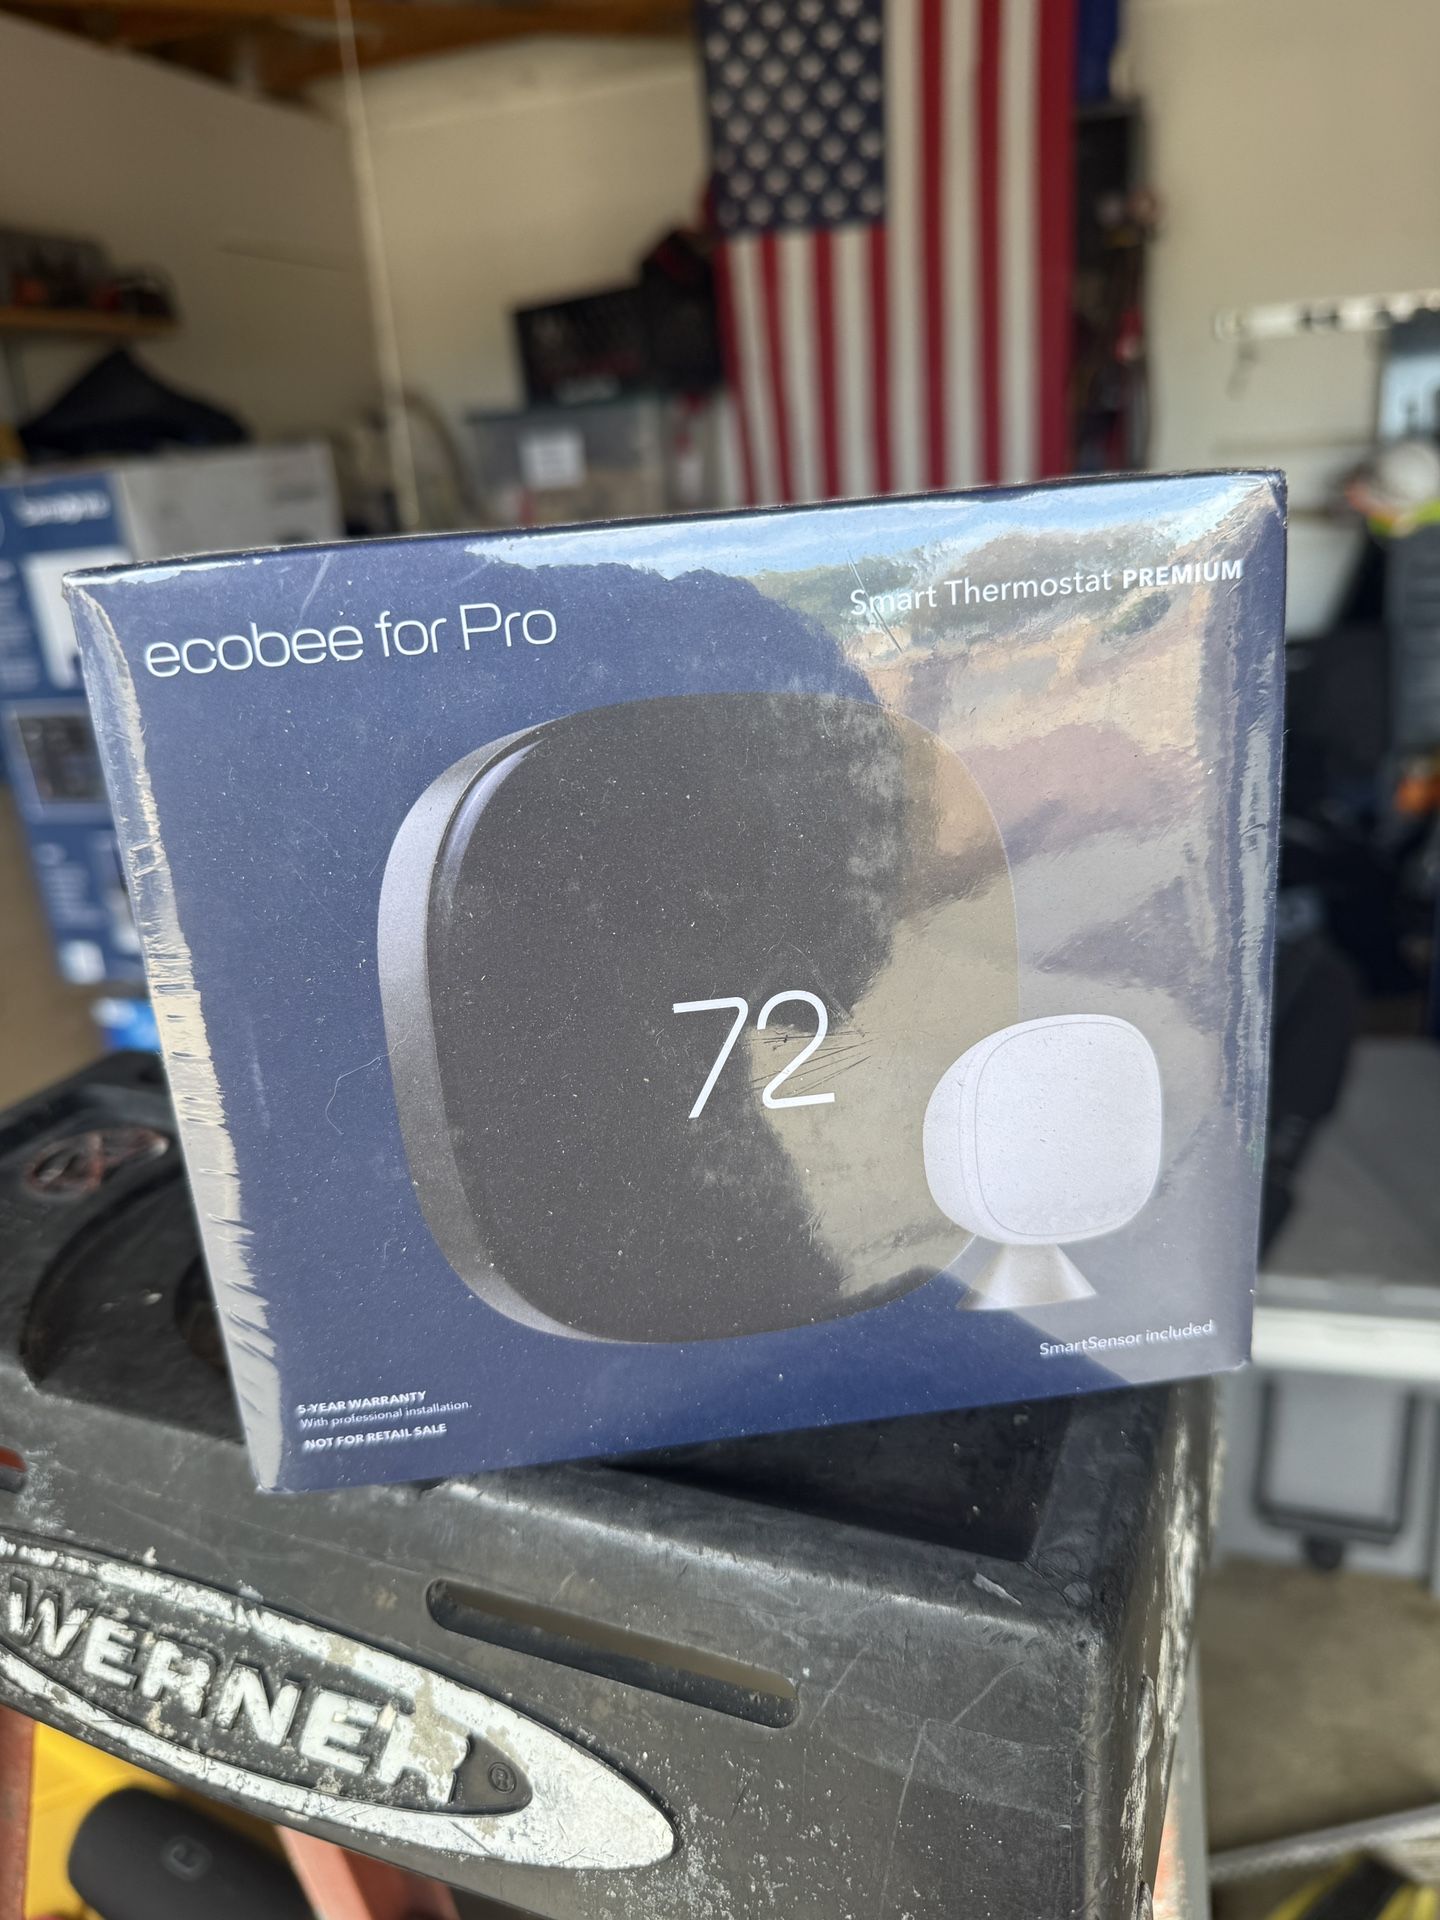 ecobee for Pro
Smart Thermostat PREMIUM
72
SmartSensor included
5-YEAR WARRANTY
With professional installation.
NOT FOR RETAIL SALE
WERNER®